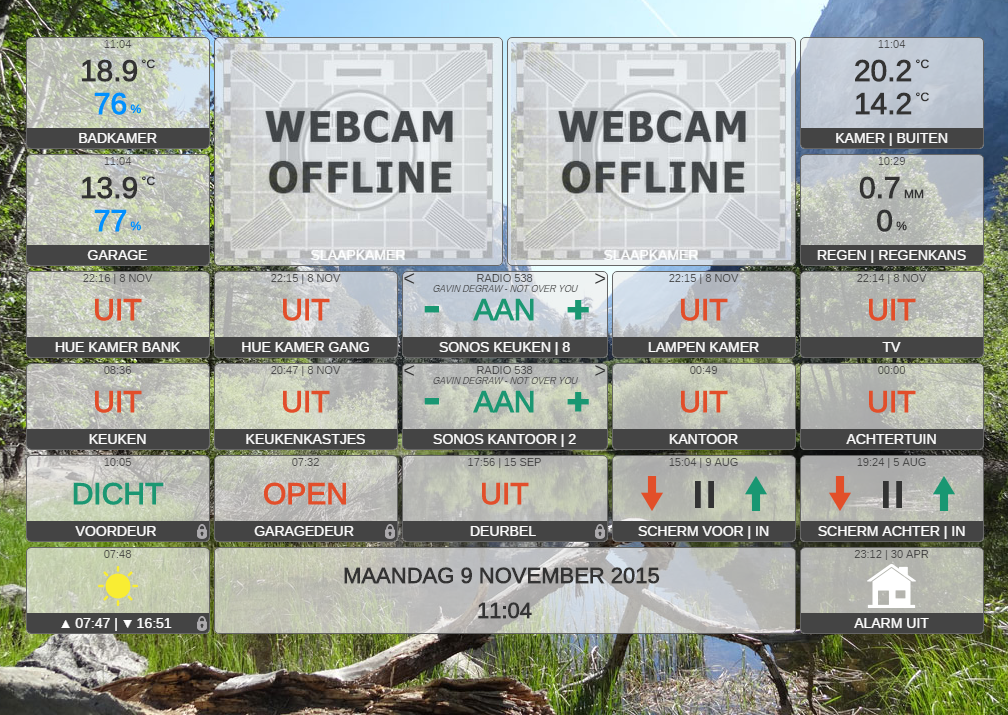 11:04
18.9 °C
76 %
BADKAMER
WEBCAM
OFFLINE
SLAAPKAMER
WEBCAM
OFFLINE
SLAAPKAMER
11:04
20.2 °C
14.2 °C
KAMER | BUITEN
11:04
13.9 °C
77 %
GARAGE
10:29
0.7 MM
0 %
REGEN | REGENKANS
22:16 | 8 NOV
UIT
HUE KAMER BANK
22:15 | 8 NOV
UIT
HUE KAMER GANG
< RADIO 538 >
GAVIN DEGRAW - NOT OVER YOU
- AAN +
SONOS KEUKEN | 8
22:15 | 8 NOV
UIT
LAMPEN KAMER
22:14 | 8 NOV
UIT
TV
08:36
UIT
KEUKEN
20:47 | 8 NOV
UIT
KEUKENKASTJES
< RADIO 538 >
GAVIN DEGRAW - NOT OVER YOU
- AAN +
SONOS KANTOOR | 2
00:49
UIT
KANTOOR
00:00
UIT
ACHTERTUIN
10:05
DICHT
VOORDEUR
07:32
OPEN
GARAGEDEUR
17:56 | 15 SEP
UIT
DEURBEL
15:04 | 9 AUG
SCHERM VOOR | IN
19:24 | 5 AUG
SCHERM ACHTER | IN
07:48
▲ 07:47 | ▼ 16:51
MAANDAG 9 NOVEMBER 2015
11:04
23:12 | 30 APR
ALARM UIT